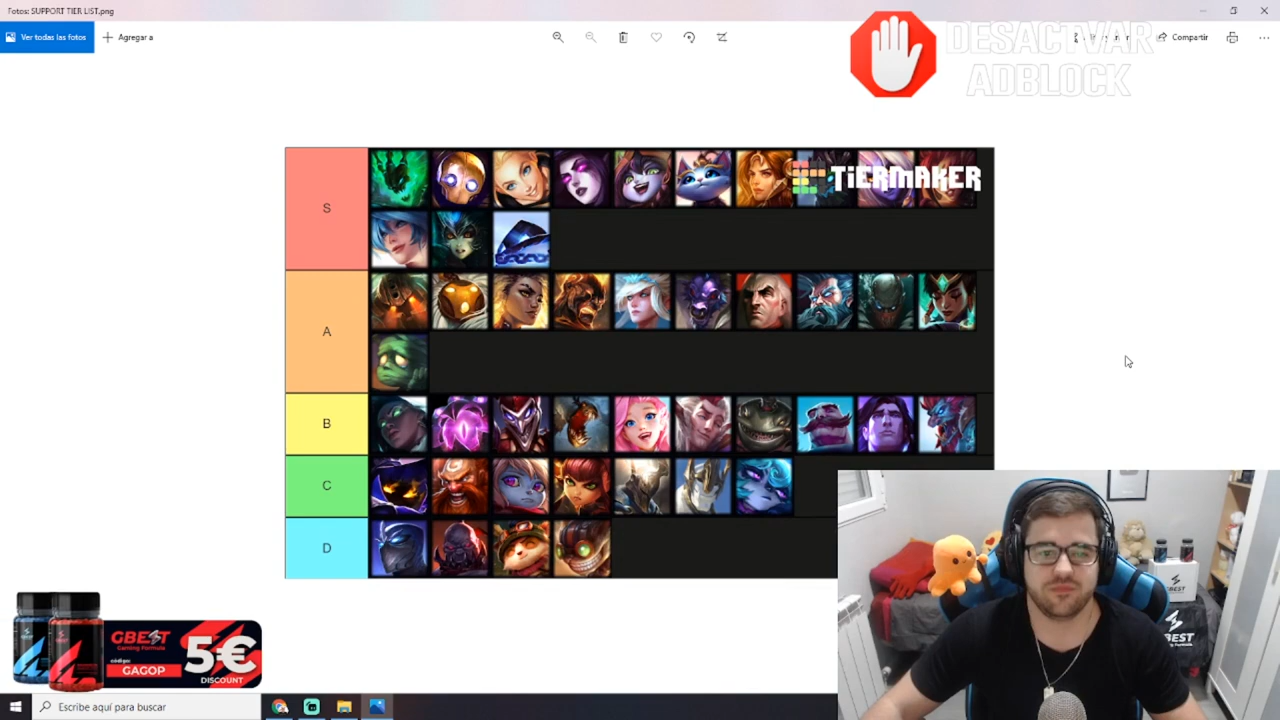 Fotos: SUPPORT TIER LIST.png
Ver todas las fotos
Agregar a
Compartir
DESACTVAR
ADBLOCK
S
TiERMAKER
A
B
C
D
GBEST
Gaming Formula
código:
GAGOP
5€
DISCOUNT
GBEST
Escribe aquí para buscar